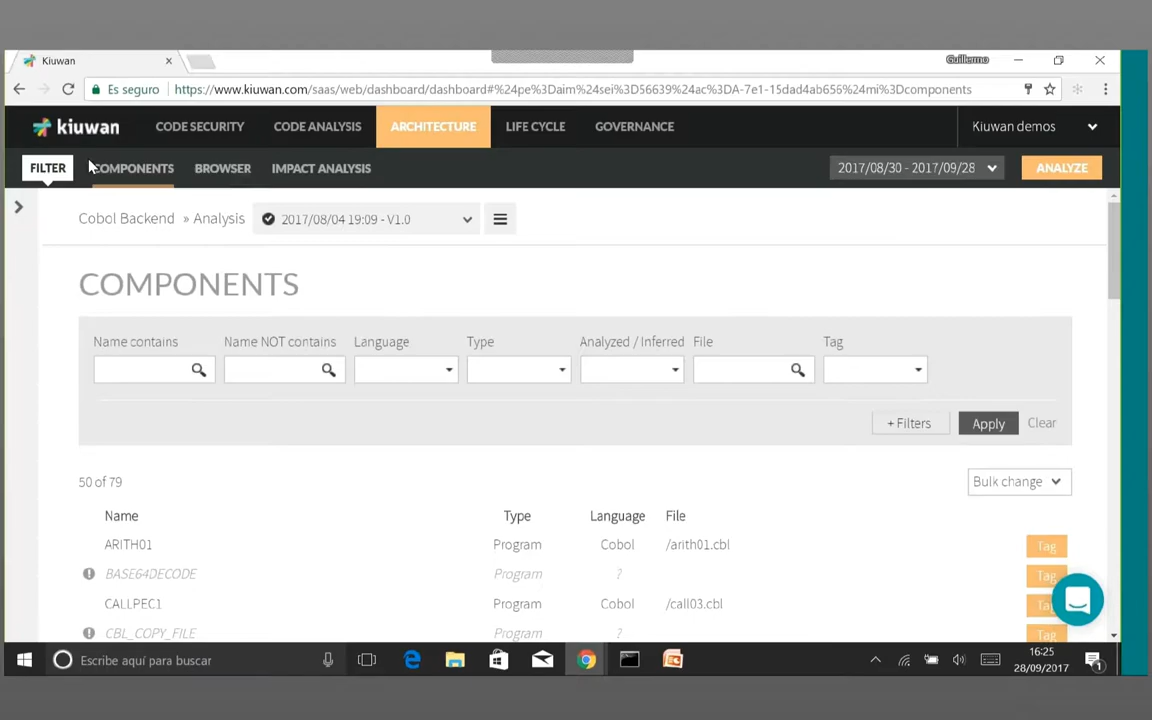 Kiuwan
Guillermo
Es seguro https://www.kiuwan.com/saas/web/dashboard/dashboard#%24pe%3Daim%24sei%3D56639%24ac%3DA-7e1-15dad4ab656%24mi%3Dcomponents
kiuwan CODE SECURITY CODE ANALYSIS ARCHITECTURE LIFE CYCLE GOVERNANCE Kiuwan demos
FILTER COMPONENTS BROWSER IMPACT ANALYSIS 2017/08/30 - 2017/09/28 ANALYZE
Cobol Backend » Analysis 2017/08/04 19:09 - V1.0
COMPONENTS
Name contains Name NOT contains Language Type Analyzed / Inferred File Tag
+ Filters Apply Clear
50 of 79 Bulk change
Name Type Language File
ARITH01 Program Cobol /arith01.cbl Tag
BASE64DECODE Program ? Tag
CALLPEC1 Program Cobol /call03.cbl Tag
CBL_COPY_FILE Program ? Tag
Escribe aquí para buscar
16:25
28/09/2017
1